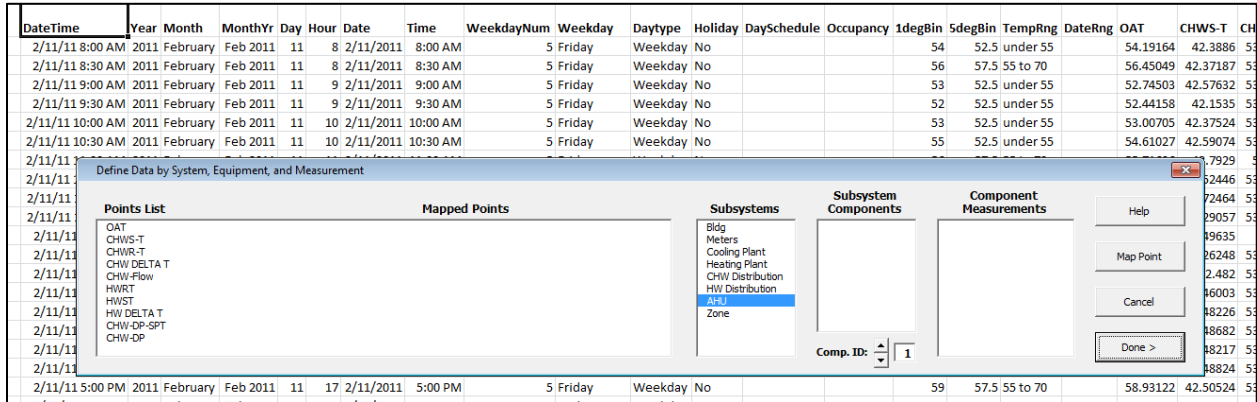 DateTime Year Month MonthYr Day Hour Date Time WeekdayNum Weekday Daytype Holiday DaySchedule Occupancy 1degBin 5degBin TempRng DateRng OAT CHWS-T CH
2/11/11 8:00 AM 2011 February Feb 2011 11 8 2/11/2011 8:00 AM 5 Friday Weekday No 54 52.5 under 55 54.19164 42.3886 53
2/11/11 8:30 AM 2011 February Feb 2011 11 8 2/11/2011 8:30 AM 5 Friday Weekday No 56 57.5 55 to 70 56.45049 42.37187 53
2/11/11 9:00 AM 2011 February Feb 2011 11 9 2/11/2011 9:00 AM 5 Friday Weekday No 53 52.5 under 55 52.74503 42.57632 53
2/11/11 9:30 AM 2011 February Feb 2011 11 9 2/11/2011 9:30 AM 5 Friday Weekday No 52 52.5 under 55 52.44158 42.1535 53
2/11/11 10:00 AM 2011 February Feb 2011 11 10 2/11/2011 10:00 AM 5 Friday Weekday No 53 52.5 under 55 53.00705 42.37524 53
2/11/11 10:30 AM 2011 February Feb 2011 11 10 2/11/2011 10:30 AM 5 Friday Weekday No 55 52.5 under 55 54.61027 42.59074 53
Define Data by System, Equipment, and Measurement
Points List Mapped Points Subsystems Subsystem Components Component Measurements
OAT
CHWS-T
CHWR-T
CHW DELTA T
CHW-Flow
HWRT
HWST
HW DELTA T
CHW-DP-SPT
CHW-DP
Bldg
Meters
Cooling Plant
Heating Plant
CHW Distribution
HW Distribution
AHU
Zone
Comp. ID: 1
Help
Map Point
Cancel
Done >
2/11/11 5:00 PM 2011 February Feb 2011 11 17 2/11/2011 5:00 PM 5 Friday Weekday No 59 57.5 55 to 70 58.93122 42.50524 53